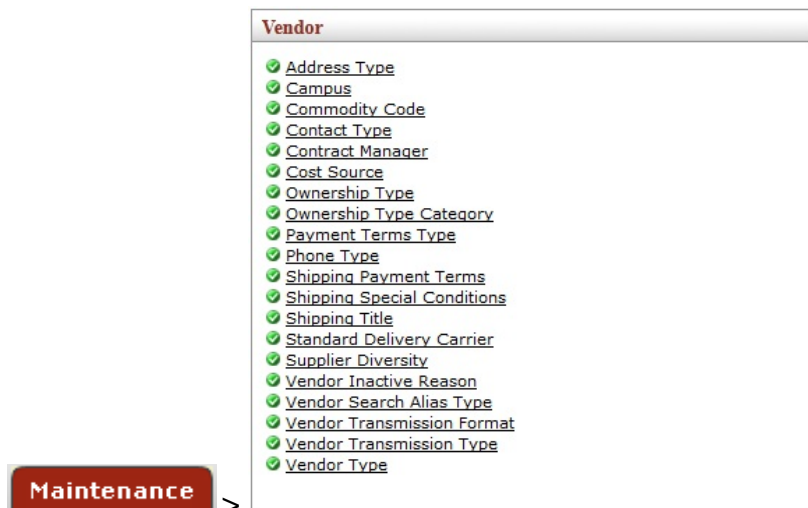 Vendor
Address Type
Campus
Commodity Code
Contact Type
Contract Manager
Cost Source
Ownership Type
Ownership Type Category
Payment Terms Type
Phone Type
Shipping Payment Terms
Shipping Special Conditions
Shipping Title
Standard Delivery Carrier
Supplier Diversity
Vendor Inactive Reason
Vendor Search Alias Type
Vendor Transmission Format
Vendor Transmission Type
Vendor Type
Maintenance >